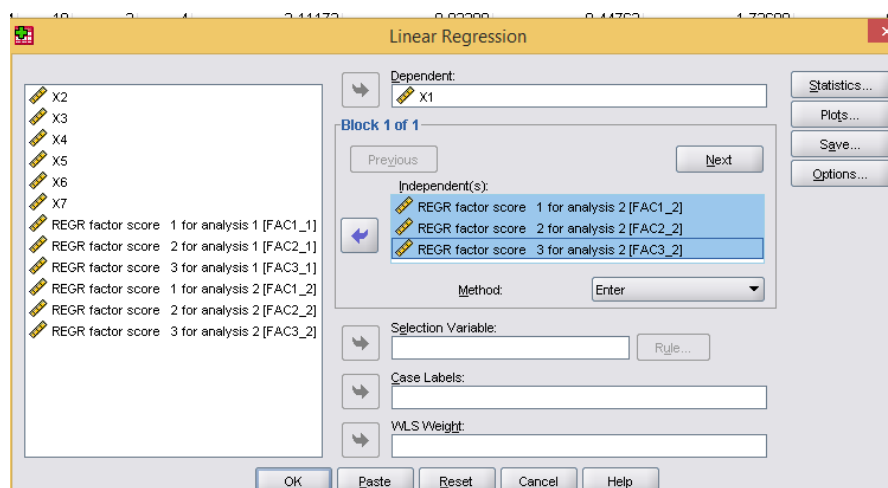 Linear Regression
X2
X3
X4
X5
X6
X7
REGR factor score 1 for analysis 1 [FAC1_1]
REGR factor score 2 for analysis 1 [FAC2_1]
REGR factor score 3 for analysis 1 [FAC3_1]
REGR factor score 1 for analysis 2 [FAC1_2]
REGR factor score 2 for analysis 2 [FAC2_2]
REGR factor score 3 for analysis 2 [FAC3_2]
Dependent:
X1
Block 1 of 1
Previous
Next
Independent(s):
REGR factor score 1 for analysis 2 [FAC1_2]
REGR factor score 2 for analysis 2 [FAC2_2]
REGR factor score 3 for analysis 2 [FAC3_2]
Method:
Enter
Selection Variable:
Rule...
Case Labels:
WLS Weight:
Statistics...
Plots...
Save...
Options...
OK
Paste
Reset
Cancel
Help